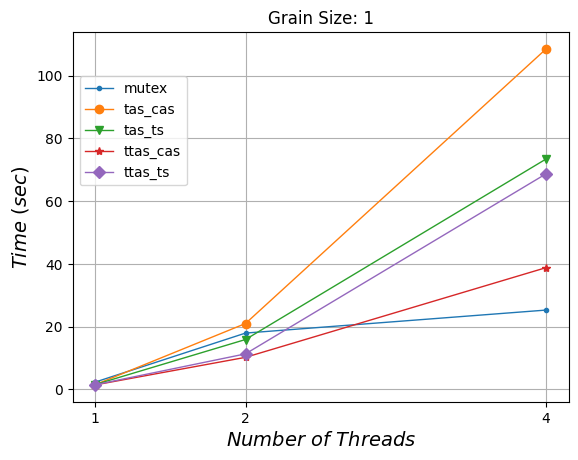 Grain Size: 1
100
80
60
40
20
0
Time (sec)
mutex
tas_cas
tas_ts
ttas_cas
ttas_ts
1 2 4
Number of Threads